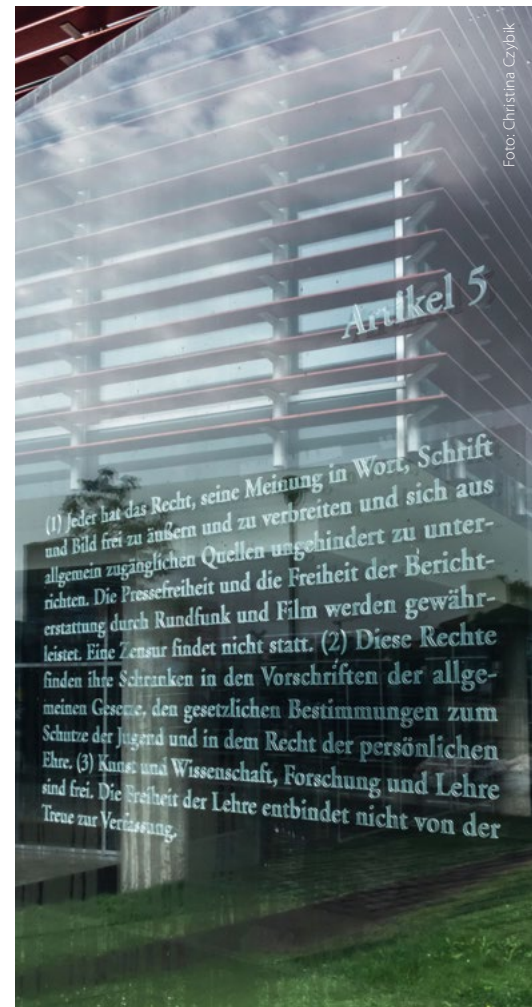 Foto: Christina Czybik
Artikel 5
(1) Jeder hat das Recht, seine Meinung in Wort, Schrift
und Bild frei zu äußern und zu verbreiten und sich aus
allgemein zugänglichen Quellen ungehindert zu unter-
richten. Die Pressefreiheit und die Freiheit der Bericht-
erstattung durch Rundfunk und Film werden gewähr-
leistet. Eine Zensur findet nicht statt. (2) Diese Rechte
finden ihre Schranken in den Vorschriften der allge-
meinen Gesetze, den gesetzlichen Bestimmungen zum
Schutze der Jugend und in dem Recht der persönlichen
Ehre. (3) Kunst und Wissenschaft, Forschung und Lehre
sind frei. Die Freiheit der Lehre entbindet nicht von der
Treue zur Verfassung.